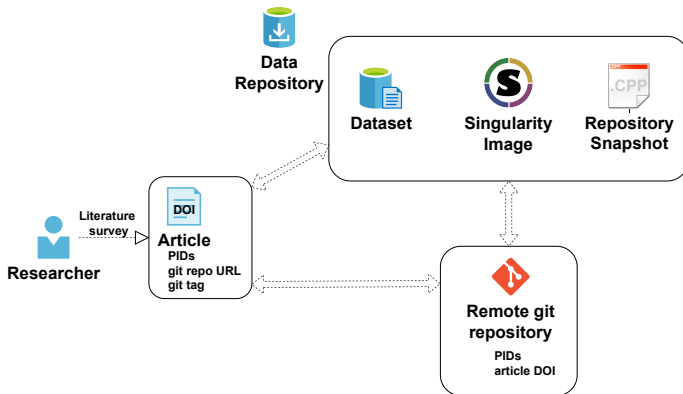 Data
Repository
Dataset
S
Singularity
Image
CPP
.CPP
Repository
Snapshot
Literature
survey
Researcher
DOI
Article
PIDs
git repo URL
git tag
Remote git
repository
PIDs
article DOI